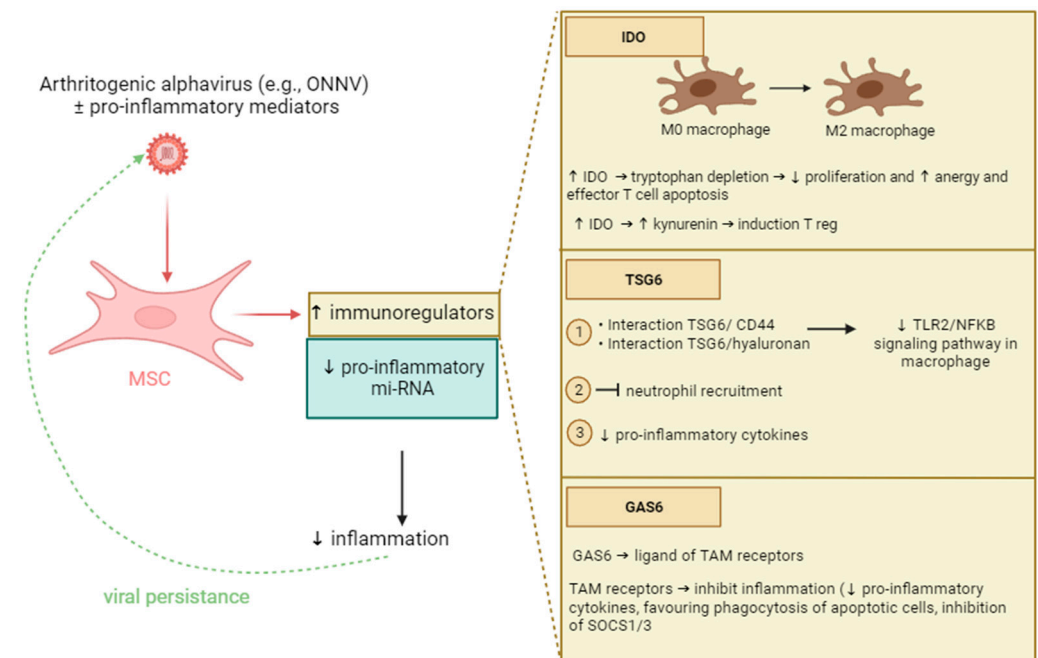 Arthritogenic alphavirus (e.g., ONNV)
± pro-inflammatory mediators
MSC
↑ immunoregulators
↓ pro-inflammatory
mi-RNA
↓ inflammation
viral persistance
IDO
M0 macrophage
M2 macrophage
↑ IDO → tryptophan depletion → ↓ proliferation and ↑ anergy and
effector T cell apoptosis
↑ IDO → ↑ kynurenin → induction T reg
TSG6
1
• Interaction TSG6/ CD44
• Interaction TSG6/hyaluronan
↓ TLR2/NFKB
signaling pathway in
macrophage
2 neutrophil recruitment
3 ↓ pro-inflammatory cytokines
GAS6
GAS6 → ligand of TAM receptors
TAM receptors → inhibit inflammation (↓ pro-inflammatory
cytokines, favouring phagocytosis of apoptotic cells, inhibition
of SOCS1/3